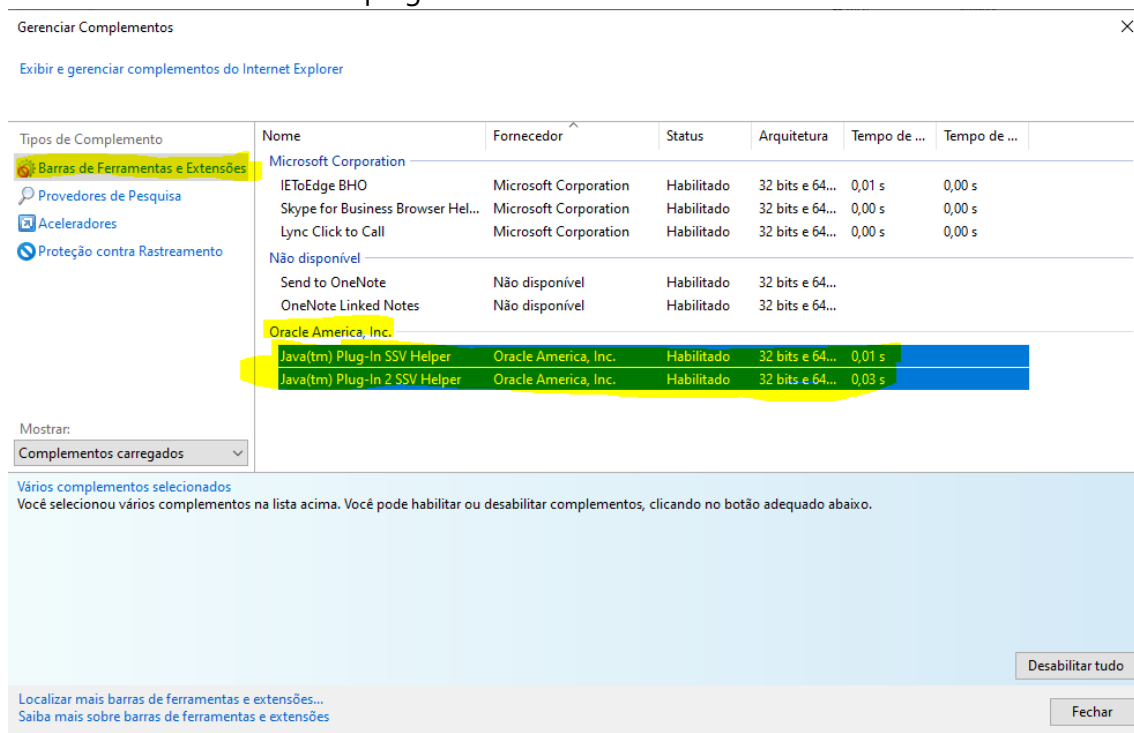 Gerenciar Complementos
Exibir e gerenciar complementos do Internet Explorer
Tipos de Complemento
Barras de Ferramentas e Extensões
Provedores de Pesquisa
Aceleradores
Proteção contra Rastreamento
Mostrar:
Complementos carregados
Nome Fornecedor Status Arquitetura Tempo de ... Tempo de ...
Microsoft Corporation
IEToEdge BHO Microsoft Corporation Habilitado 32 bits e 64... 0,01 s 0,00 s
Skype for Business Browser Hel... Microsoft Corporation Habilitado 32 bits e 64... 0,00 s 0,00 s
Lync Click to Call Microsoft Corporation Habilitado 32 bits e 64... 0,00 s 0,00 s
Não disponível
Send to OneNote Não disponível Habilitado 32 bits e 64...
OneNote Linked Notes Não disponível Habilitado 32 bits e 64...
Oracle America, Inc.
Java(tm) Plug-In SSV Helper Oracle America, Inc. Habilitado 32 bits e 64... 0,01 s
Java(tm) Plug-In 2 SSV Helper Oracle America, Inc. Habilitado 32 bits e 64... 0,03 s
Vários complementos selecionados
Você selecionou vários complementos na lista acima. Você pode habilitar ou desabilitar complementos, clicando no botão adequado abaixo.
Desabilitar tudo
Localizar mais barras de ferramentas e extensões...
Saiba mais sobre barras de ferramentas e extensões
Fechar